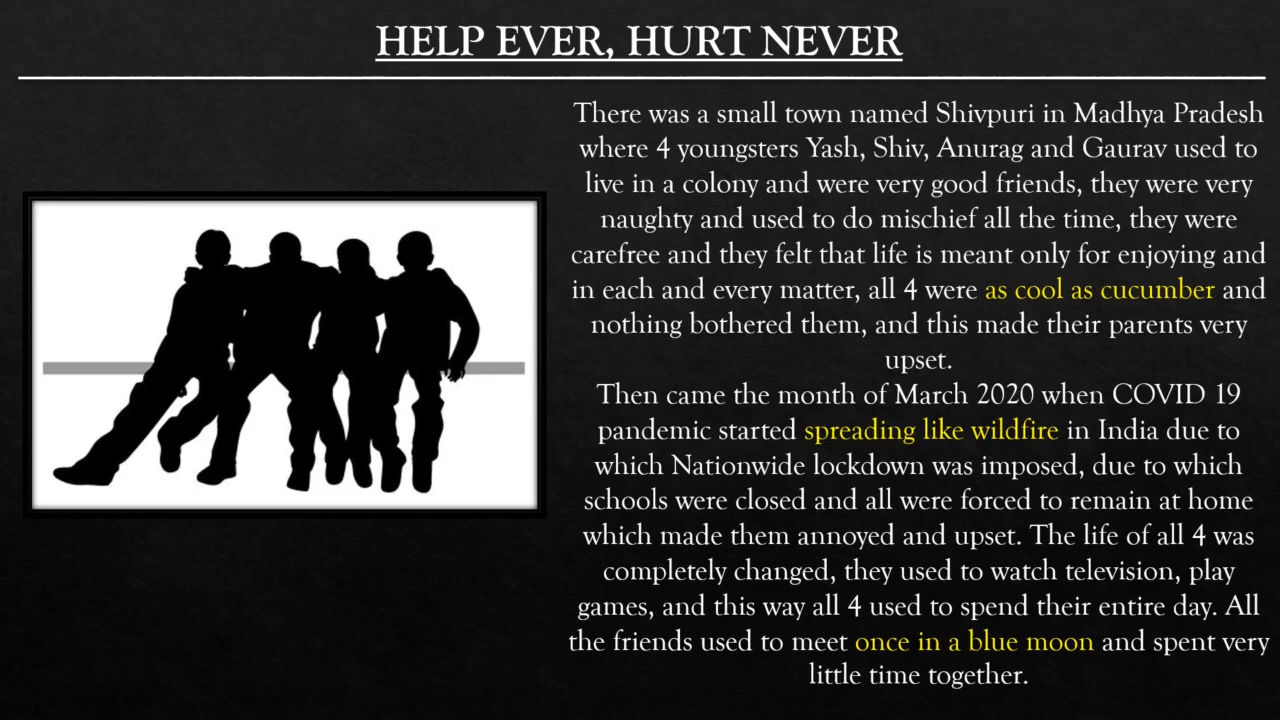 HELP EVER, HURT NEVER
There was a small town named Shivpuri in Madhya Pradesh
where 4 youngsters Yash, Shiv, Anurag and Gaurav used to
live in a colony and were very good friends, they were very
naughty and used to do mischief all the time, they were
carefree and they felt that life is meant only for enjoying and
in each and every matter, all 4 were as cool as cucumber and
nothing bothered them, and this made their parents very
upset.
Then came the month of March 2020 when COVID 19
pandemic started spreading like wildfire in India due to
which Nationwide lockdown was imposed, due to which
schools were closed and all were forced to remain at home
which made them annoyed and upset. The life of all 4 was
completely changed, they used to watch television, play
games, and this way all 4 used to spend their entire day. All
the friends used to meet once in a blue moon and spent very
little time together.